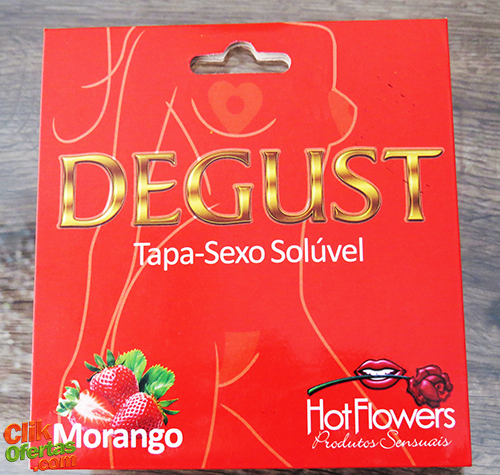 DEGUST
Tapa-Sexo Solúvel
Morango
HotFlowers
Produtos Sensuais
Clik
Ofertas
.com